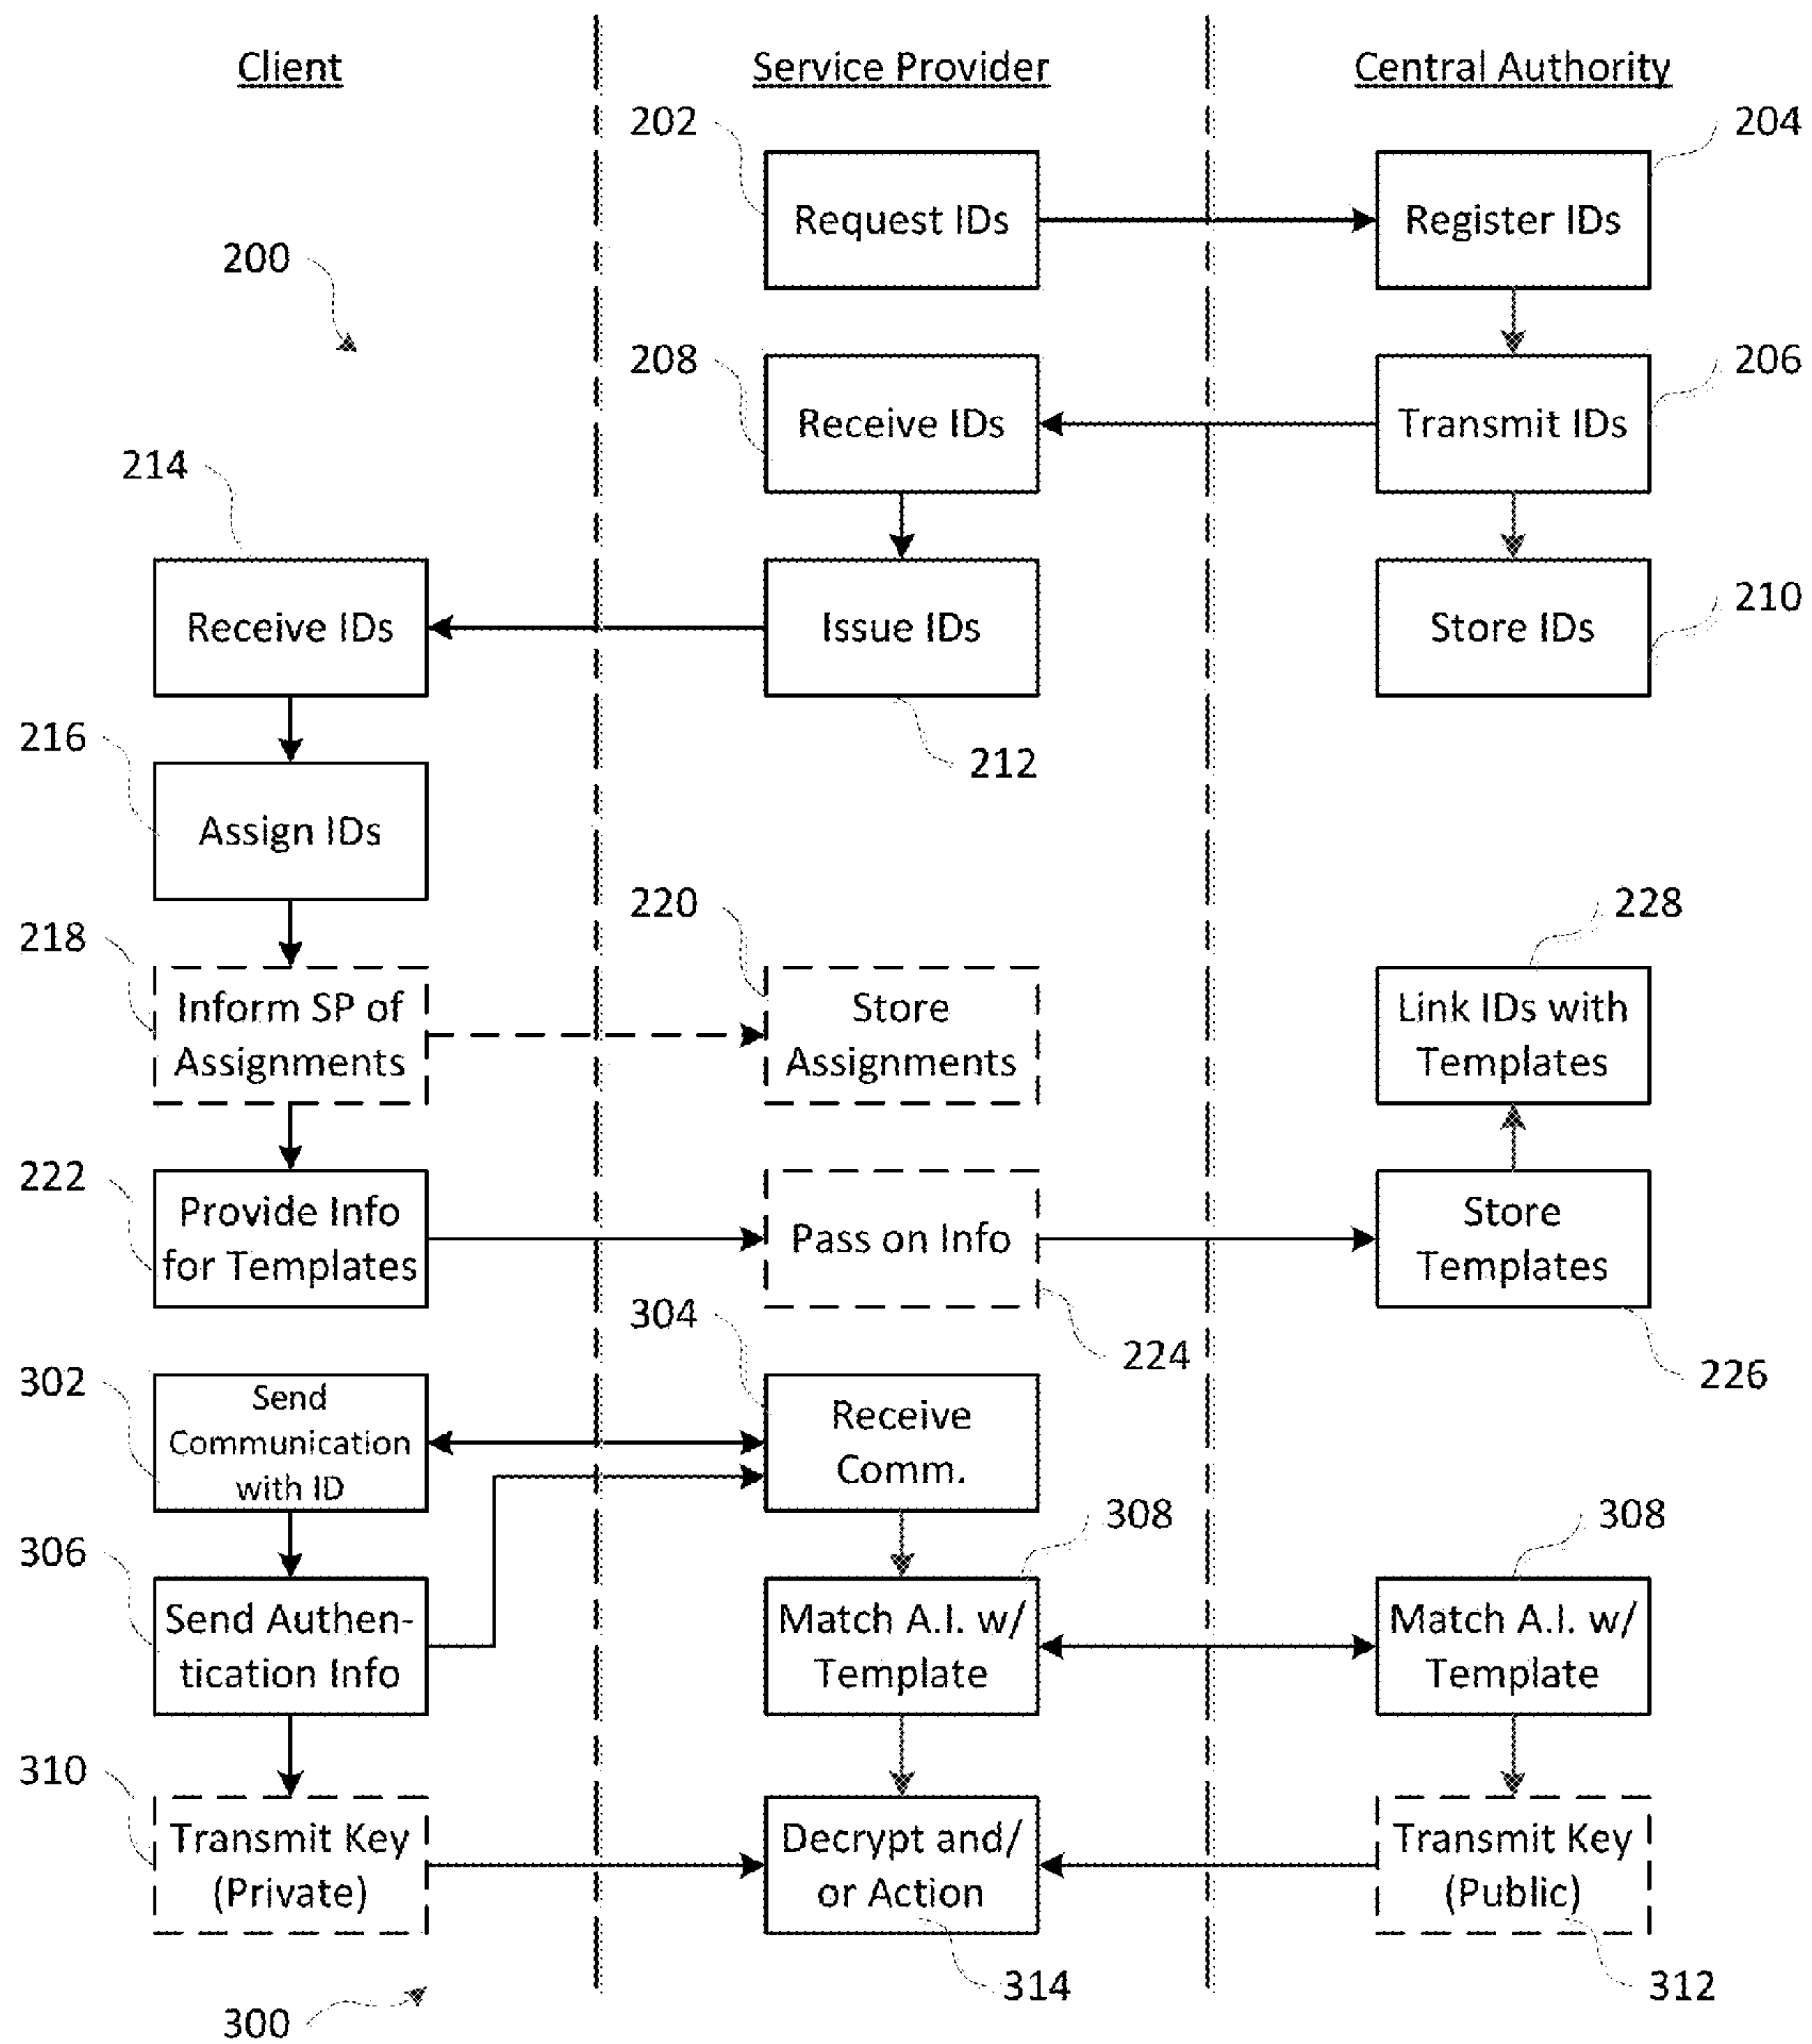 Client
Service Provider
Central Authority
202
204
Request IDs
Register IDs
200
208
206
Receive IDs
Transmit IDs
214
Receive IDs
Issue IDs
Store IDs
210
216
212
Assign IDs
218
220
228
Inform SP of
Assignments
Store
Assignments
Link IDs with
Templates
222
Provide Info
for Templates
Pass on Info
Store
Templates
304
224
226
302
Send
Communication
with ID
Receive
Comm.
308
308
306
Send Authen-
tication Info
Match A.I. w/
Template
Match A.I. w/
Template
310
Transmit Key
(Private)
Decrypt and/
or Action
Transmit Key
(Public)
314
312
300